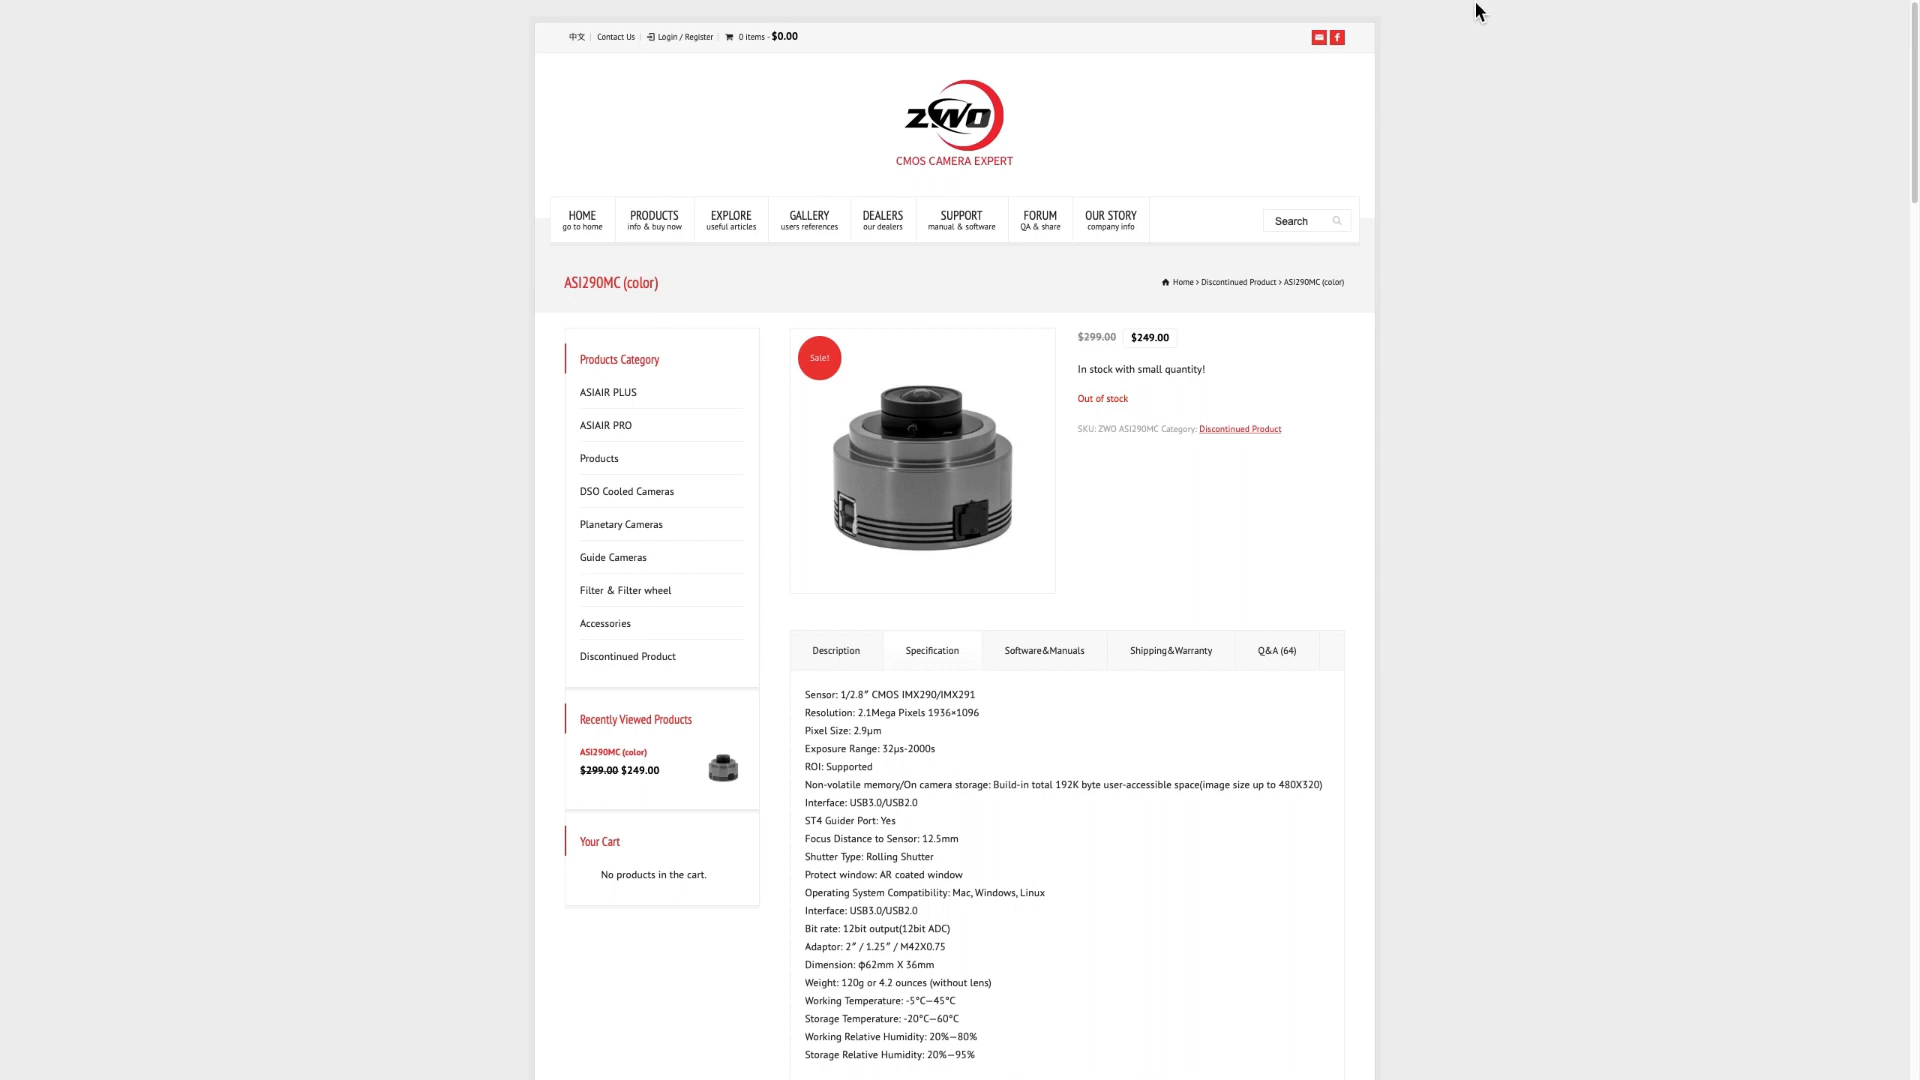 中文
Contact Us
Login / Register
0 items - $0.00
ZWO
CMOS CAMERA EXPERT
HOME
go to home
PRODUCTS
info & buy now
EXPLORE
useful articles
GALLERY
users references
DEALERS
our dealers
SUPPORT
manual & software
FORUM
QA & share
OUR STORY
company info
Search
ASI290MC (color)
Home › Discontinued Product › ASI290MC (color)
Products Category
ASIAIR PLUS
ASIAIR PRO
Products
DSO Cooled Cameras
Planetary Cameras
Guide Cameras
Filter & Filter wheel
Accessories
Discontinued Product
Recently Viewed Products
ASI290MC (color)
$299.00 $249.00
Your Cart
No products in the cart.
Sale!
$299.00 $249.00
In stock with small quantity!
Out of stock
SKU: ZWO ASI290MC Category: Discontinued Product
Description
Specification
Software&Manuals
Shipping&Warranty
Q&A (64)
Sensor: 1/2.8″ CMOS IMX290/IMX291
Resolution: 2.1Mega Pixels 1936×1096
Pixel Size: 2.9μm
Exposure Range: 32μs-2000s
ROI: Supported
Non-volatile memory/On camera storage: Build-in total 192K byte user-accessible space(image size up to 480X320)
Interface: USB3.0/USB2.0
ST4 Guider Port: Yes
Focus Distance to Sensor: 12.5mm
Shutter Type: Rolling Shutter
Protect window: AR coated window
Operating System Compatibility: Mac, Windows, Linux
Interface: USB3.0/USB2.0
Bit rate: 12bit output(12bit ADC)
Adaptor: 2″ / 1.25″ / M42X0.75
Dimension: φ62mm X 36mm
Weight: 120g or 4.2 ounces (without lens)
Working Temperature: -5°C—45°C
Storage Temperature: -20°C—60°C
Working Relative Humidity: 20%—80%
Storage Relative Humidity: 20%—95%